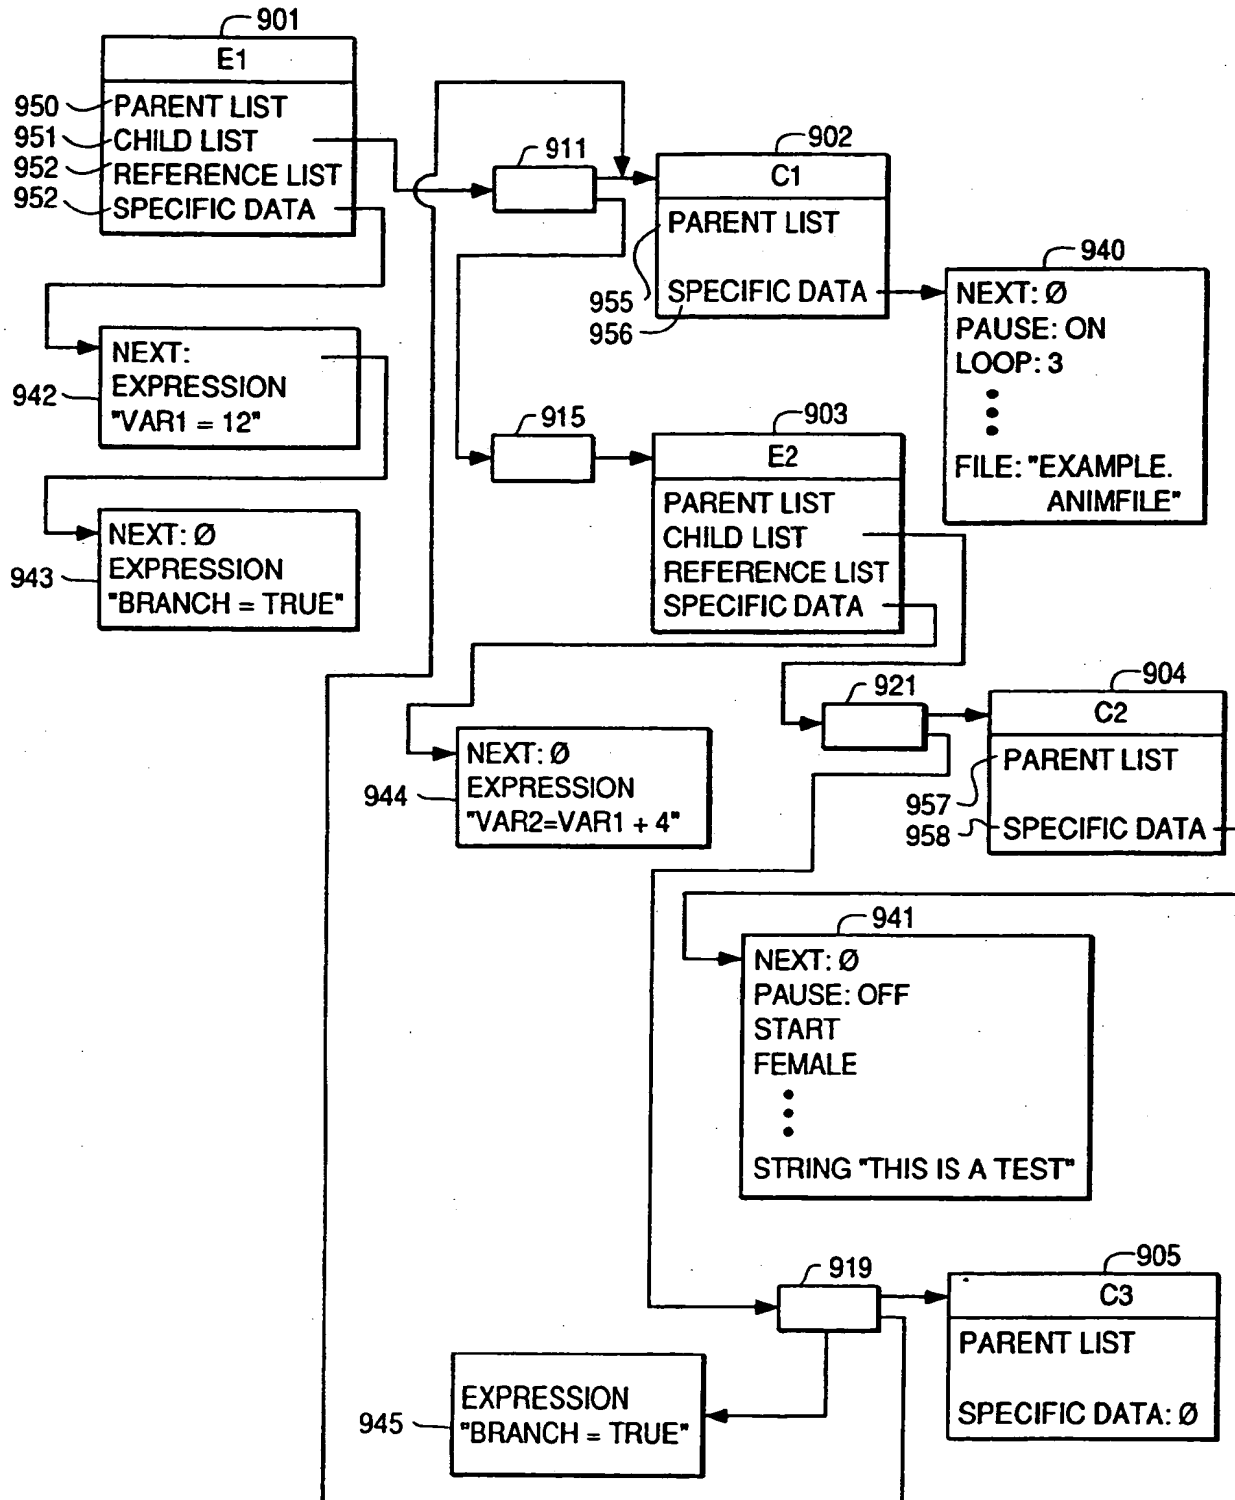 901
E1
950 PARENT LIST
951 CHILD LIST
952 REFERENCE LIST
952 SPECIFIC DATA
911
902
C1
PARENT LIST
955
SPECIFIC DATA
956
940
NEXT: Ø
PAUSE: ON
LOOP: 3
FILE: "EXAMPLE.
ANIMFILE"
NEXT:
EXPRESSION
942
"VAR1 = 12"
915
903
E2
PARENT LIST
CHILD LIST
REFERENCE LIST
SPECIFIC DATA
NEXT: Ø
943 EXPRESSION
"BRANCH = TRUE"
921
904
C2
PARENT LIST
957
SPECIFIC DATA
958
NEXT: Ø
EXPRESSION
944
"VAR2=VAR1 + 4"
941
NEXT: Ø
PAUSE: OFF
START
FEMALE
STRING "THIS IS A TEST"
919
905
C3
PARENT LIST
SPECIFIC DATA: Ø
EXPRESSION
945 "BRANCH = TRUE"